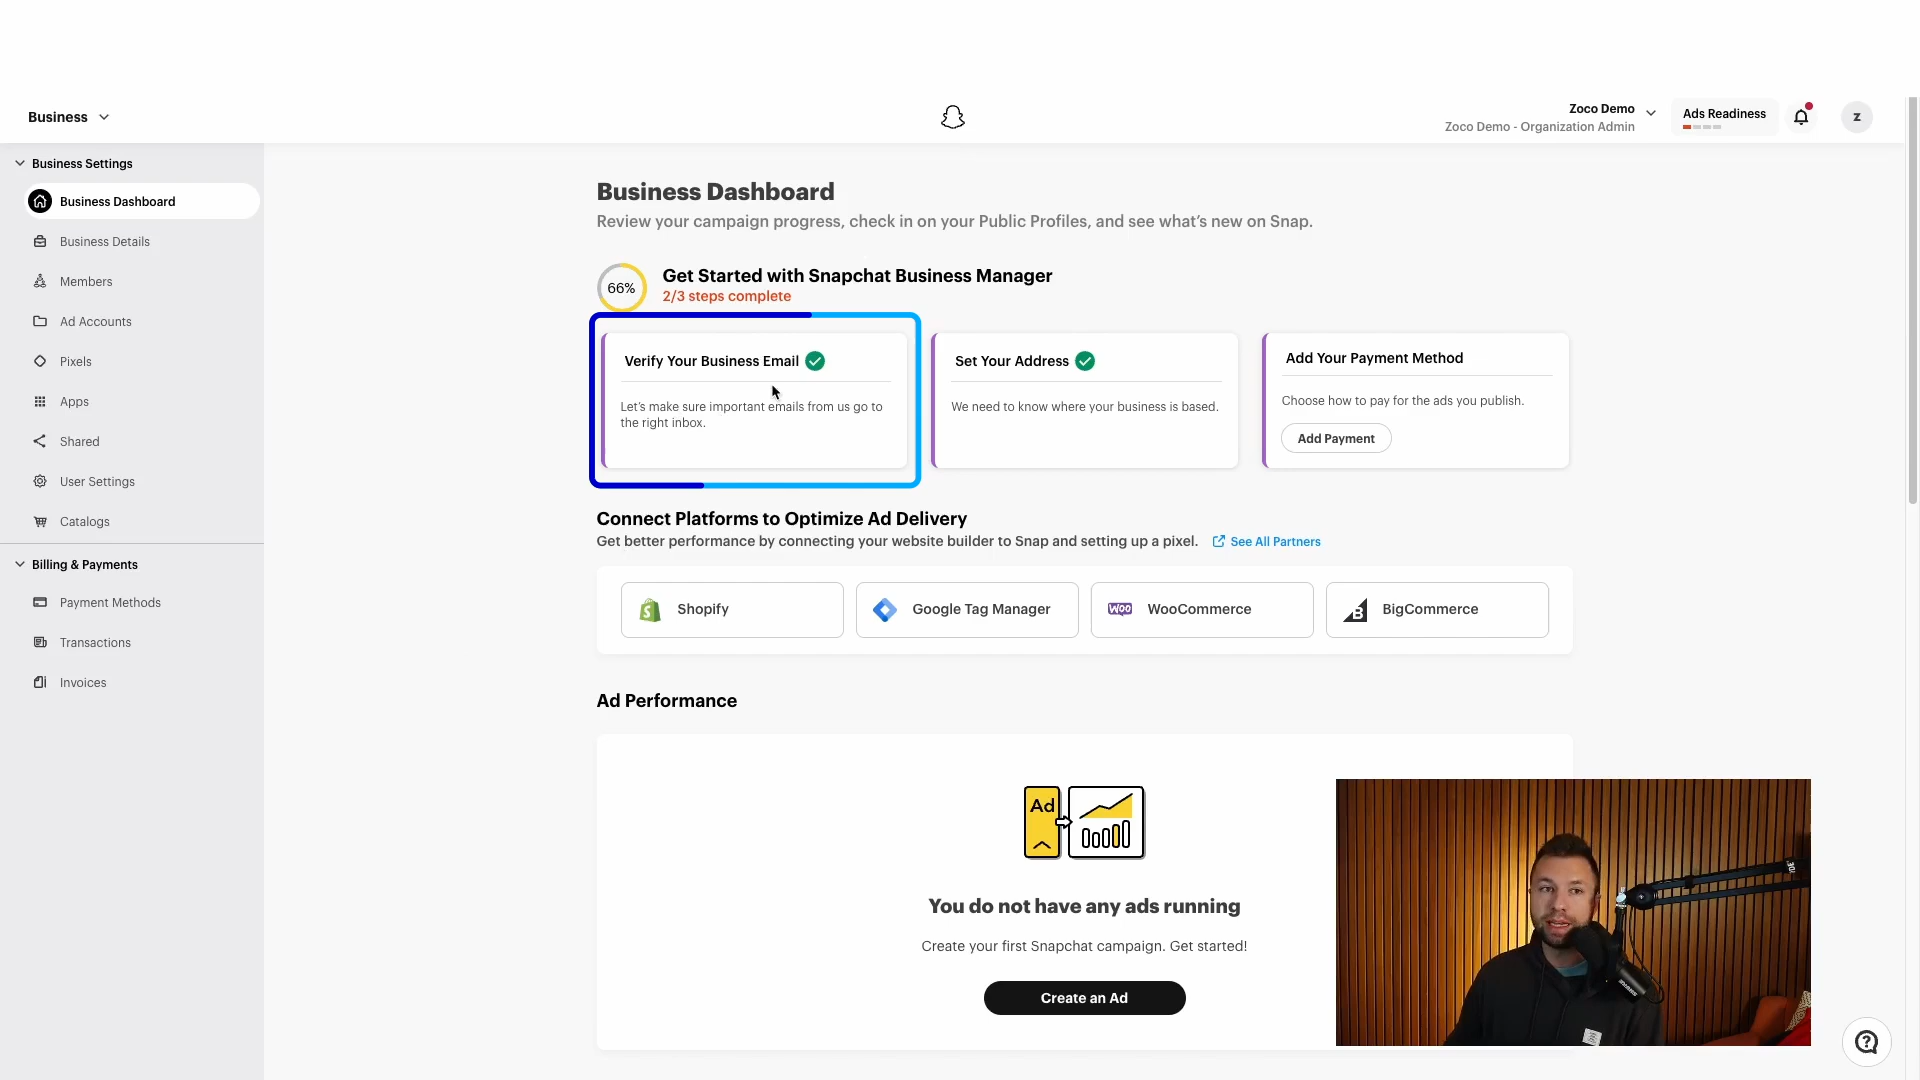 Business
Zoco Demo
Zoco Demo - Organization Admin
Ads Readiness
Z
Business Settings
Business Dashboard
Business Details
Members
Ad Accounts
Pixels
Apps
Shared
User Settings
Catalogs
Billing & Payments
Payment Methods
Transactions
Invoices
Business Dashboard
Review your campaign progress, check in on your Public Profiles, and see what's new on Snap.
66%
Get Started with Snapchat Business Manager
2/3 steps complete
Verify Your Business Email
Let's make sure important emails from us go to
the right inbox.
Set Your Address
We need to know where your business is based.
Add Your Payment Method
Choose how to pay for the ads you publish.
Add Payment
Connect Platforms to Optimize Ad Delivery
Get better performance by connecting your website builder to Snap and setting up a pixel.
See All Partners
Shopify
Google Tag Manager
WOO
WooCommerce
B
BigCommerce
Ad Performance
Ad
You do not have any ads running
Create your first Snapchat campaign. Get started!
Create an Ad